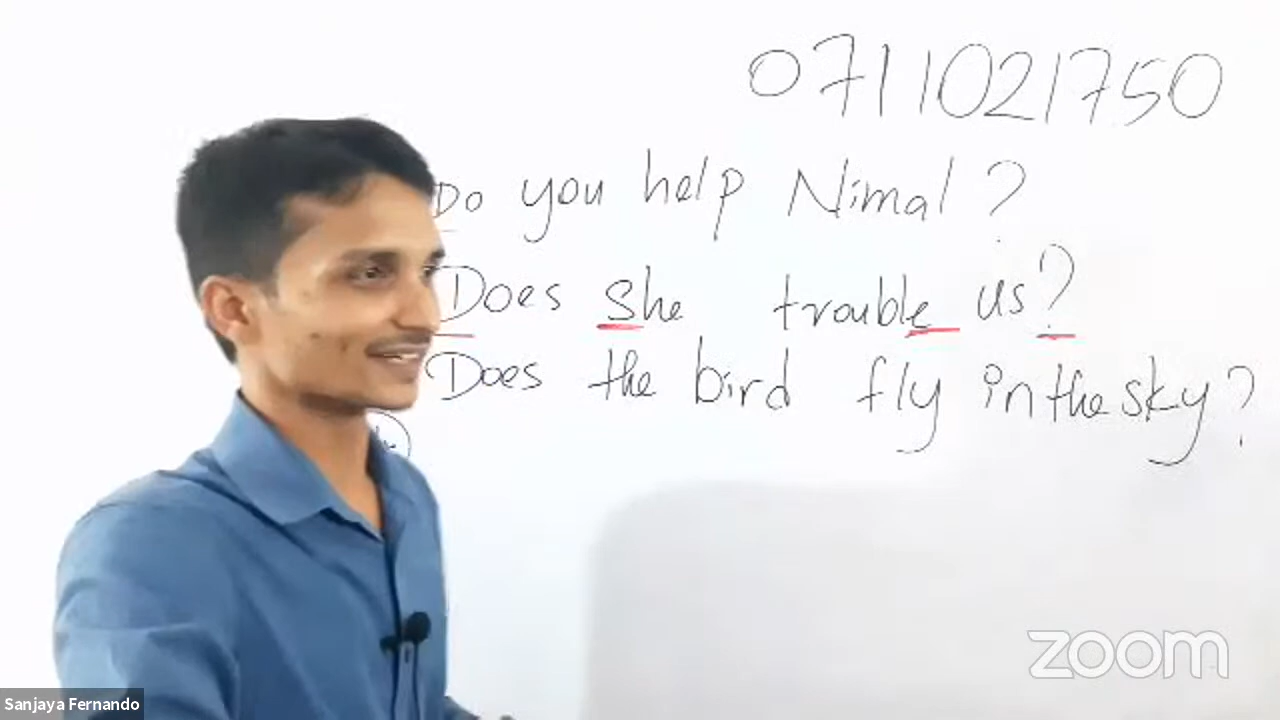 0711021750
Do you help Nimal?
Does she trouble us?
Does the bird fly in the sky?
zoom
Sanjaya Fernando